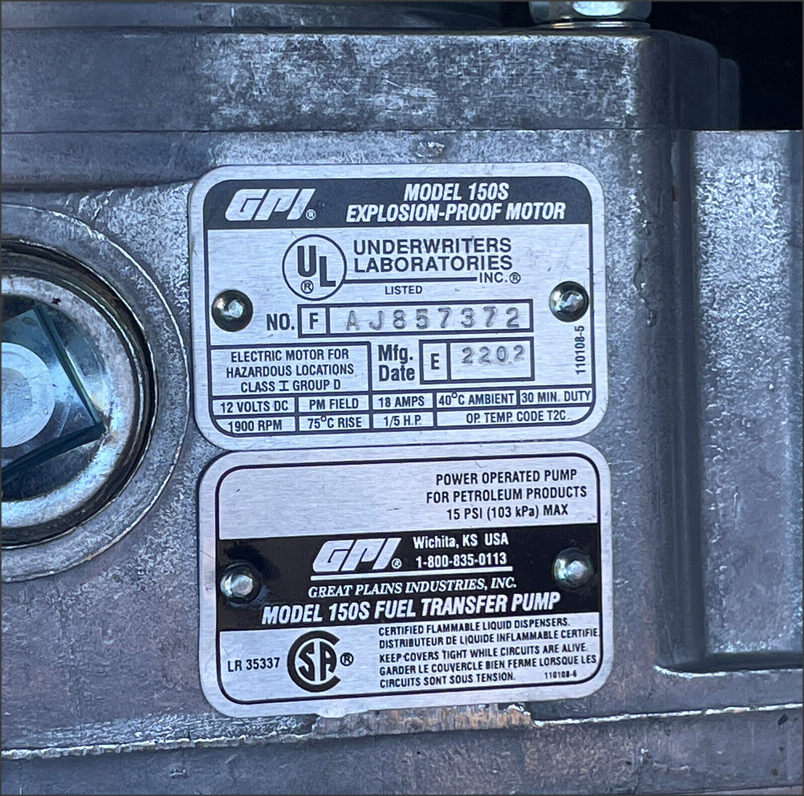 GPI® MODEL 150S
EXPLOSION-PROOF MOTOR
UL® UNDERWRITERS
LABORATORIES
INC.®
LISTED
NO. F AJ857372
ELECTRIC MOTOR FOR
HAZARDOUS LOCATIONS
CLASS I GROUP D
Mfg.
Date E 2202
110108-5
12 VOLTS DC PM FIELD 18 AMPS 40°C AMBIENT 30 MIN. DUTY
1900 RPM 75°C RISE 1/5 H.P. OP. TEMP. CODE T2C
POWER OPERATED PUMP
FOR PETROLEUM PRODUCTS
15 PSI (103 kPa) MAX
GPI® Wichita, KS USA
1-800-835-0113
GREAT PLAINS INDUSTRIES, INC.
MODEL 150S FUEL TRANSFER PUMP
LR 35337 SA®
CERTIFIED FLAMMABLE LIQUID DISPENSERS.
DISTRIBUTEUR DE LIQUIDE INFLAMMABLE CERTIFIE.
KEEP COVERS TIGHT WHILE CIRCUITS ARE ALIVE.
GARDER LE COUVERCLE BIEN FERME LORSQUE LES
CIRCUITS SONT SOUS TENSION. 110108-6